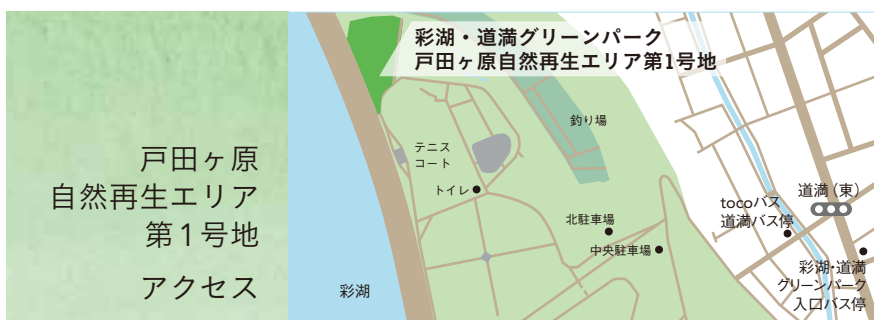 戸田ヶ原
自然再生エリア
第1号地
アクセス
彩湖・道満グリーンパーク
戸田ヶ原自然再生エリア第1号地
釣り場
テニス
コート
トイレ
北駐車場
中央駐車場
彩湖
tocoバス
道満バス停
道満（東）
彩湖・道満
グリーンパーク
入口バス停